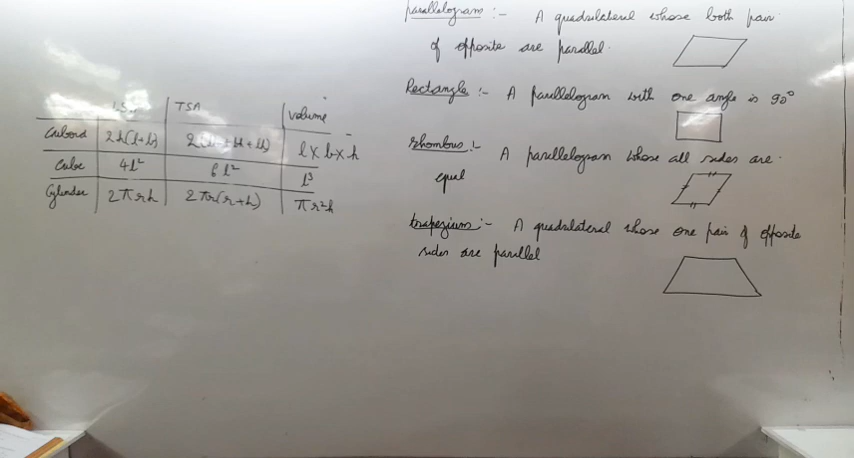 TSA Volume
Cuboid 2h(l+b) l×b×h
Cube 4l² 6l² l³
Cylinder 2πrh 2πr(r+h) πr²h
parallelogram :- A quadrilateral whose both pair
of opposite are parallel.
Rectangle :- A parallelogram with one angle is 90°
rhombus :- A parallelogram whose all sides are.
equal
trapezium :- A quadrilateral whose one pair of opposite
sides are parallel